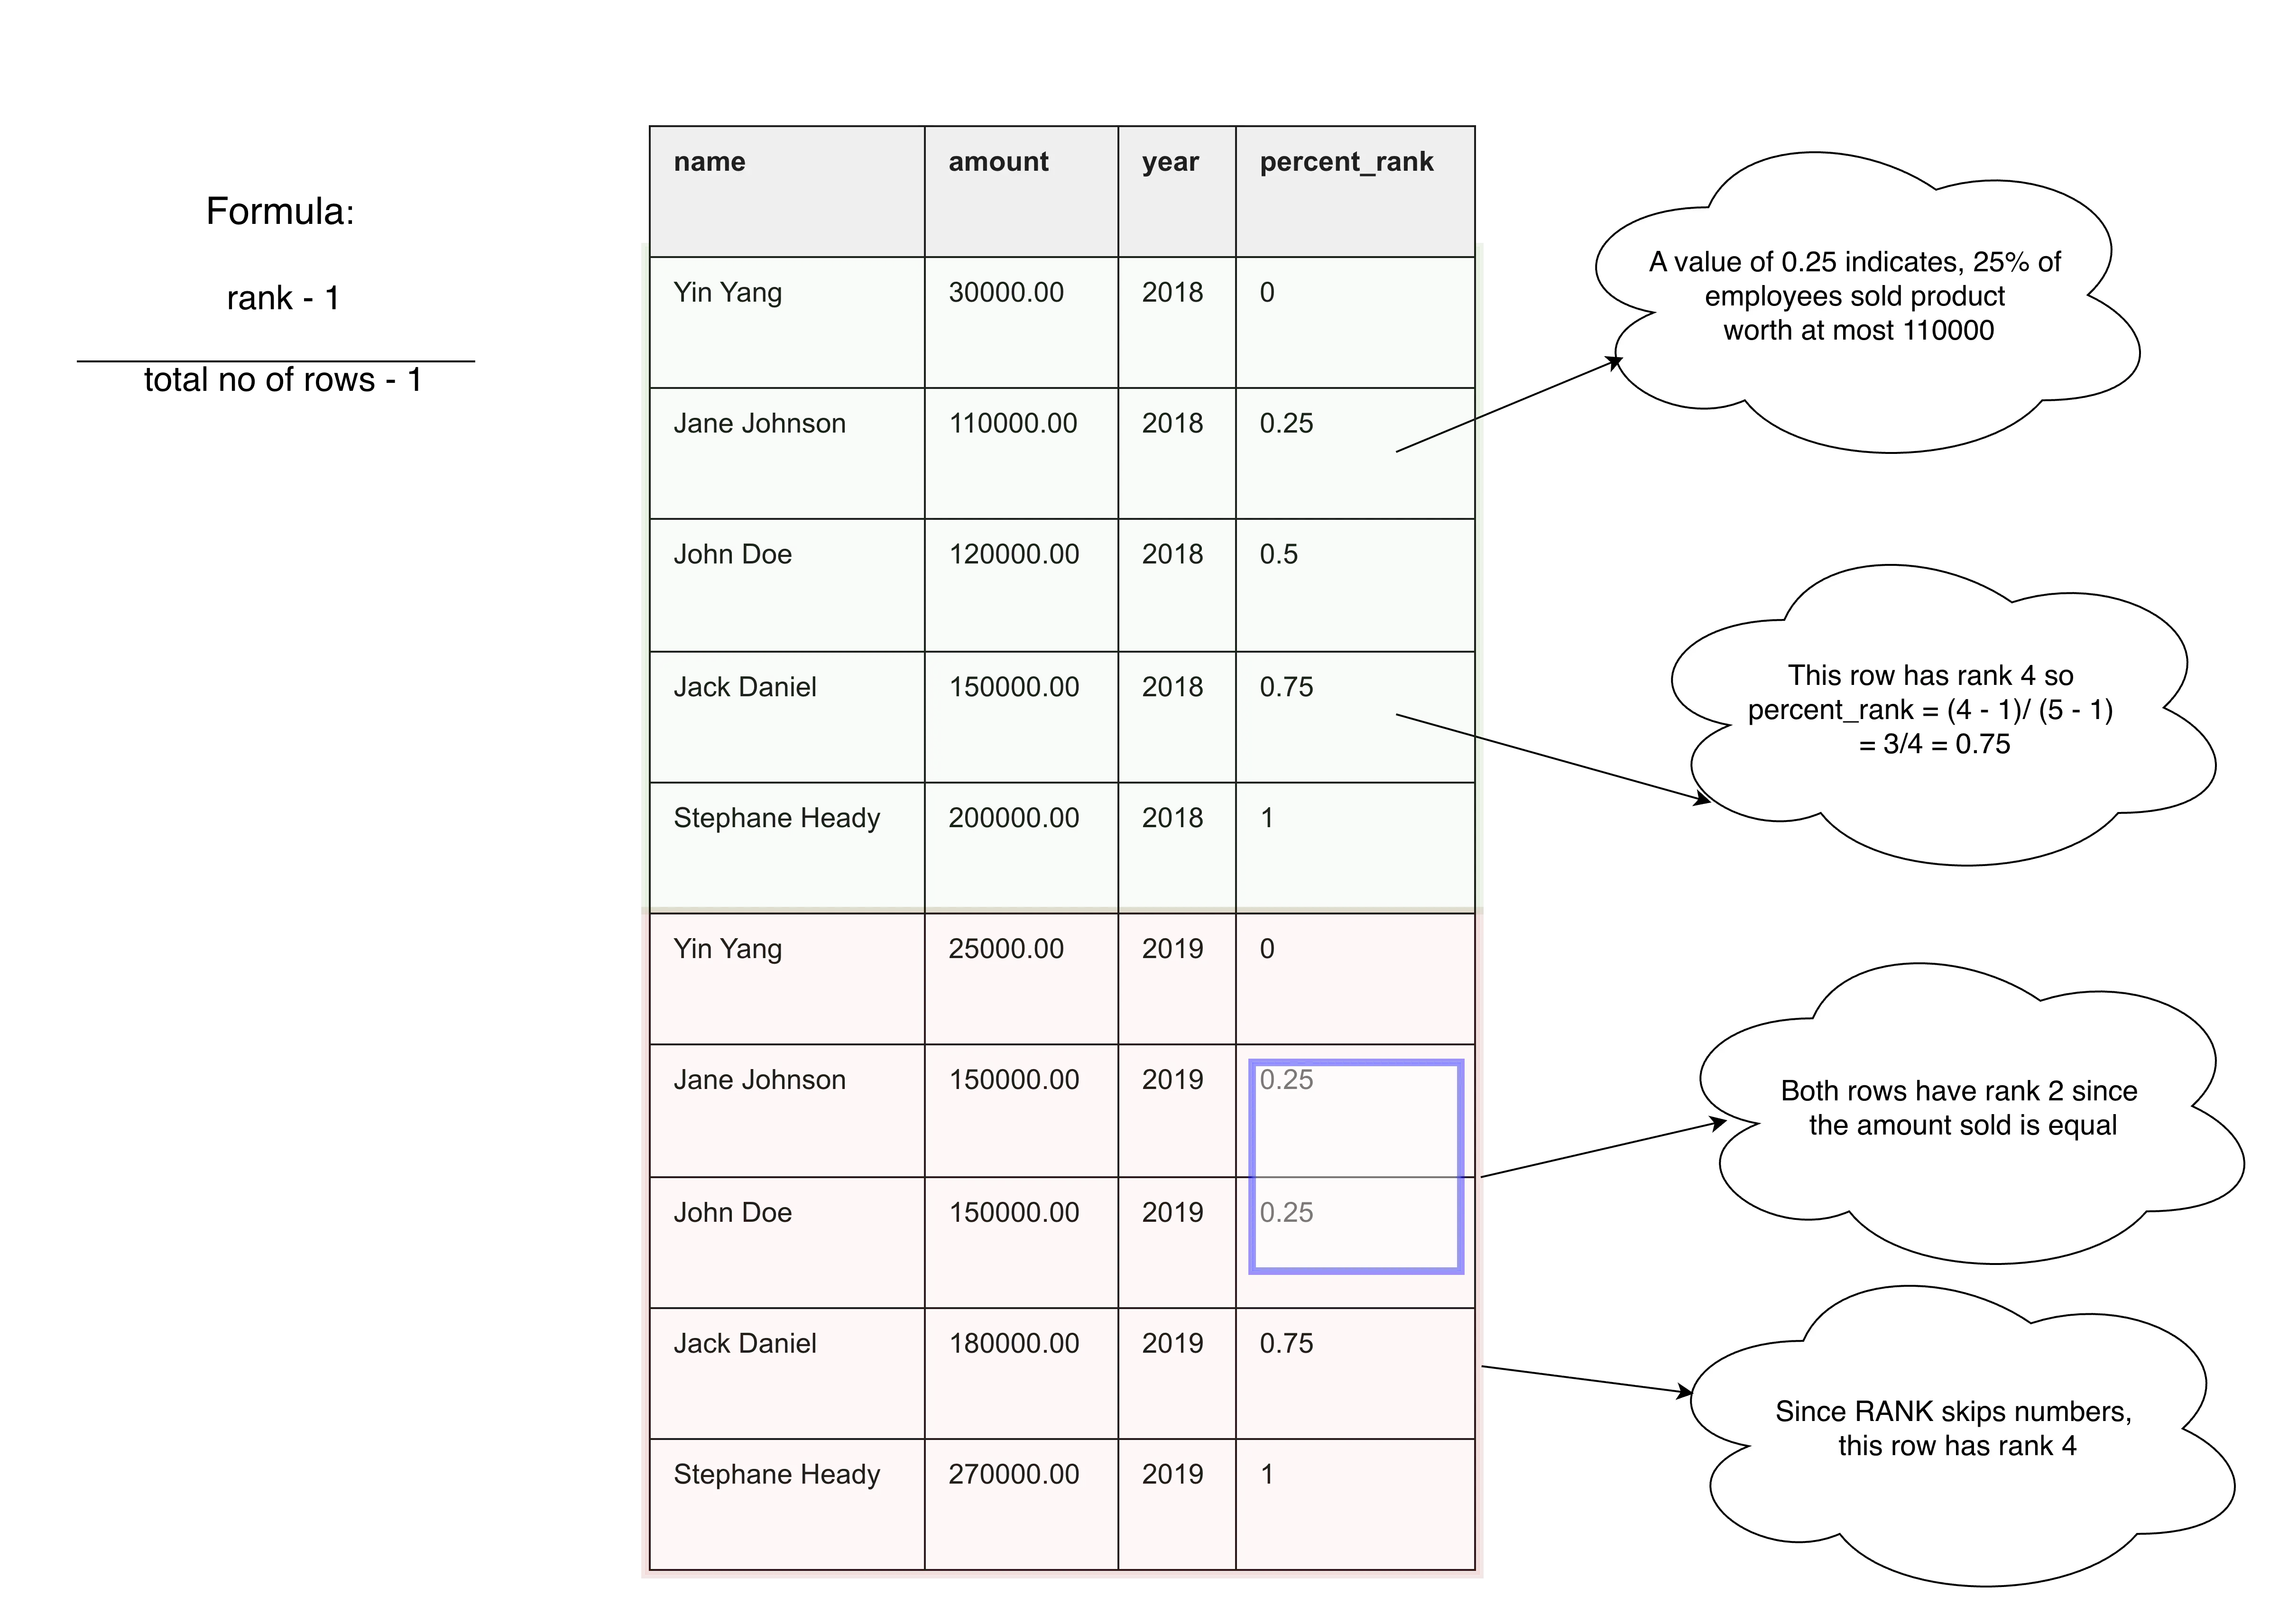 Formula:
rank - 1
total no of rows - 1
name amount year percent_rank
Yin Yang 30000.00 2018 0
Jane Johnson 110000.00 2018 0.25
John Doe 120000.00 2018 0.5
Jack Daniel 150000.00 2018 0.75
Stephane Heady 200000.00 2018 1
Yin Yang 25000.00 2019 0
Jane Johnson 150000.00 2019 0.25
John Doe 150000.00 2019 0.25
Jack Daniel 180000.00 2019 0.75
Stephane Heady 270000.00 2019 1
A value of 0.25 indicates, 25% of
employees sold product
worth at most 110000
This row has rank 4 so
percent_rank = (4 - 1)/ (5 - 1)
= 3/4 = 0.75
Both rows have rank 2 since
the amount sold is equal
Since RANK skips numbers,
this row has rank 4